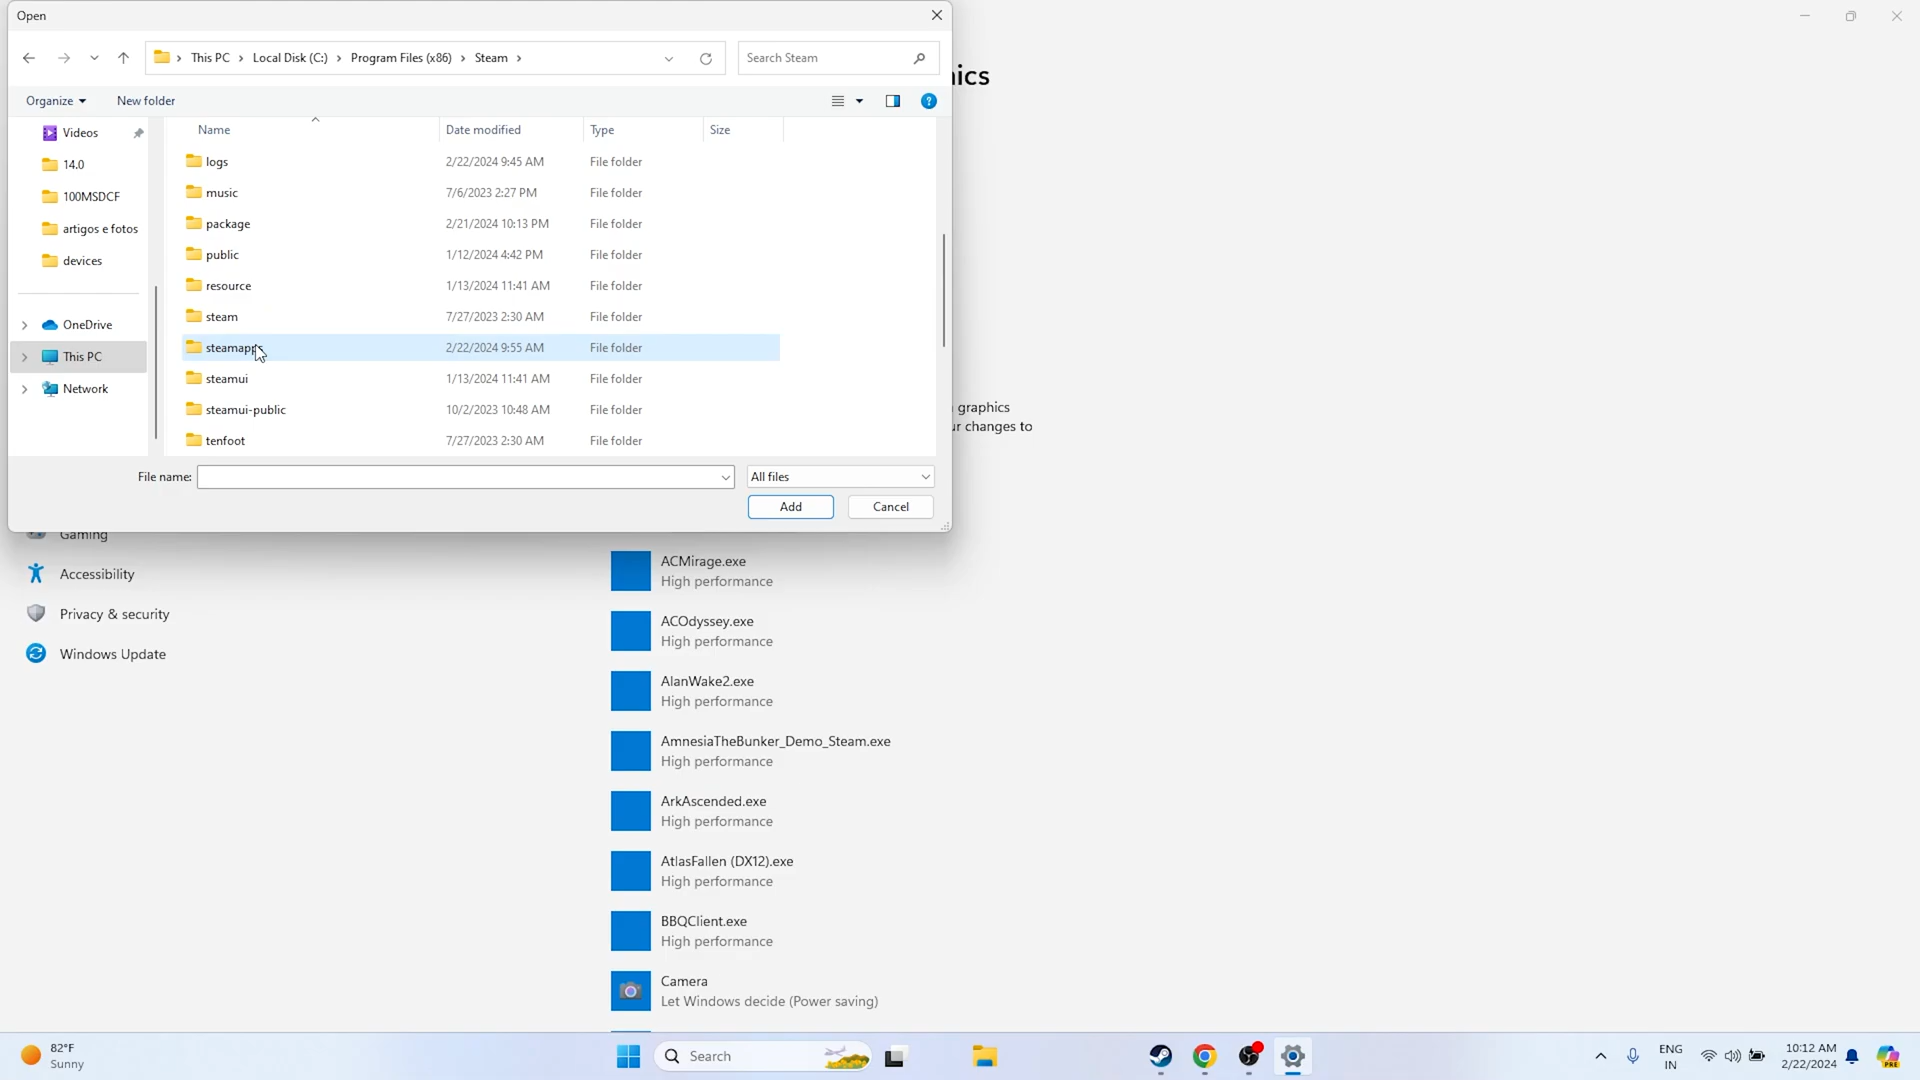 Open
This PC > Local Disk (C:) > Program Files (x86) > Steam >
Search Steam
Organize
New folder
Name Date modified Type Size
Videos
14.0
100MSDCF
artigos e fotos
devices
OneDrive
This PC
Network
logs 2/22/2024 9:45 AM File folder
music 7/6/2023 2:27 PM File folder
package 2/21/2024 10:13 PM File folder
public 1/12/2024 4:42 PM File folder
resource 1/13/2024 11:41 AM File folder
steam 7/27/2023 2:30 AM File folder
steamapps 2/22/2024 9:55 AM File folder
steamui 1/13/2024 11:41 AM File folder
steamui-public 10/2/2023 10:48 AM File folder
tenfoot 7/27/2023 2:30 AM File folder
File name:
All files
Add
Cancel
ics
graphics
changes to
Gaming
Accessibility
Privacy & security
Windows Update
ACMirage.exe
High performance
ACOdyssey.exe
High performance
AlanWake2.exe
High performance
AmnesiaTheBunker_Demo_Steam.exe
High performance
ArkAscended.exe
High performance
AtlasFallen (DX12).exe
High performance
BBQClient.exe
High performance
Camera
Let Windows decide (Power saving)
82°F
Sunny
Search
ENG
IN
10:12 AM
2/22/2024
PRE